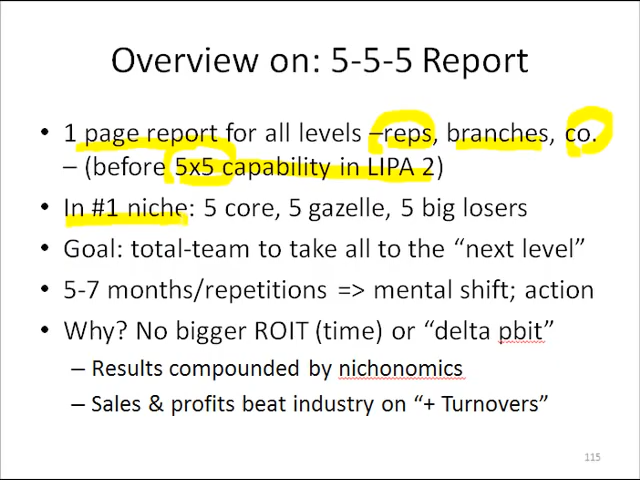 Overview on: 5-5-5 Report
• 1 page report for all levels –reps, branches, co.
– (before 5x5 capability in LIPA 2)
• In #1 niche: 5 core, 5 gazelle, 5 big losers
• Goal: total-team to take all to the “next level”
• 5-7 months/repetitions => mental shift; action
• Why? No bigger ROIT (time) or “delta pbit”
– Results compounded by nichonomics
– Sales & profits beat industry on “+ Turnovers”
115